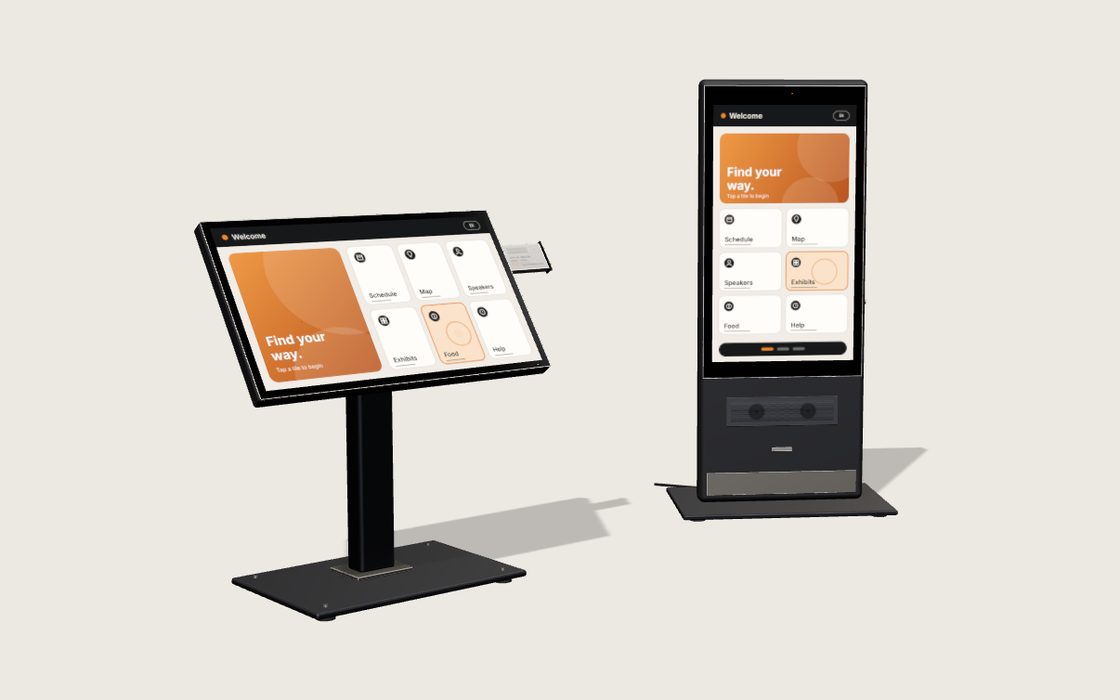 Welcome
Find your
way.
Tap a tile to begin
Schedule
Map
Speakers
Exhibits
Food
Help
Welcome
Find your
way.
Tap a tile to begin
Schedule
Map
Speakers
Exhibits
Food
Help